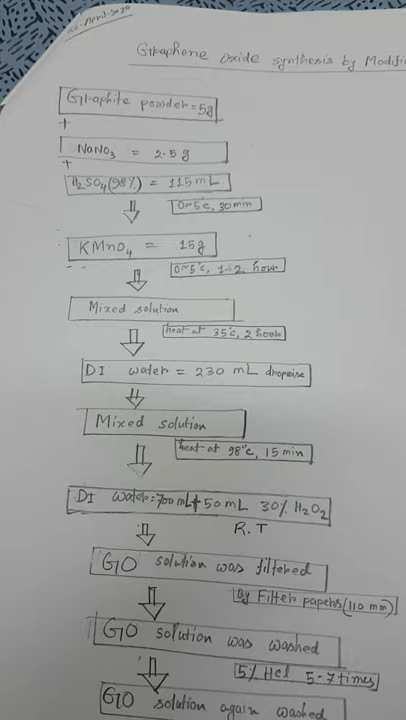 April-2020
Graphene Oxide synthesis by Modifi
Graphite powder = 5g
+
NaNO3 = 2.5 g
+
H2SO4 (98%) = 115 mL
0-5°c, 30 min
KMnO4 = 15g
0-5°c, 1-2 hour
Mixed solution
heat at 35°c, 2 hours
DI water = 230 mL dropwise
Mixed solution
heat at 98°c, 15 min
DI water = 700 mL + 50 mL 30% H2O2
R.T
GO solution was filtered
by Filter papers (110 mm)
GO solution was washed
5% Hcl 5-7 times
GO solution again washed